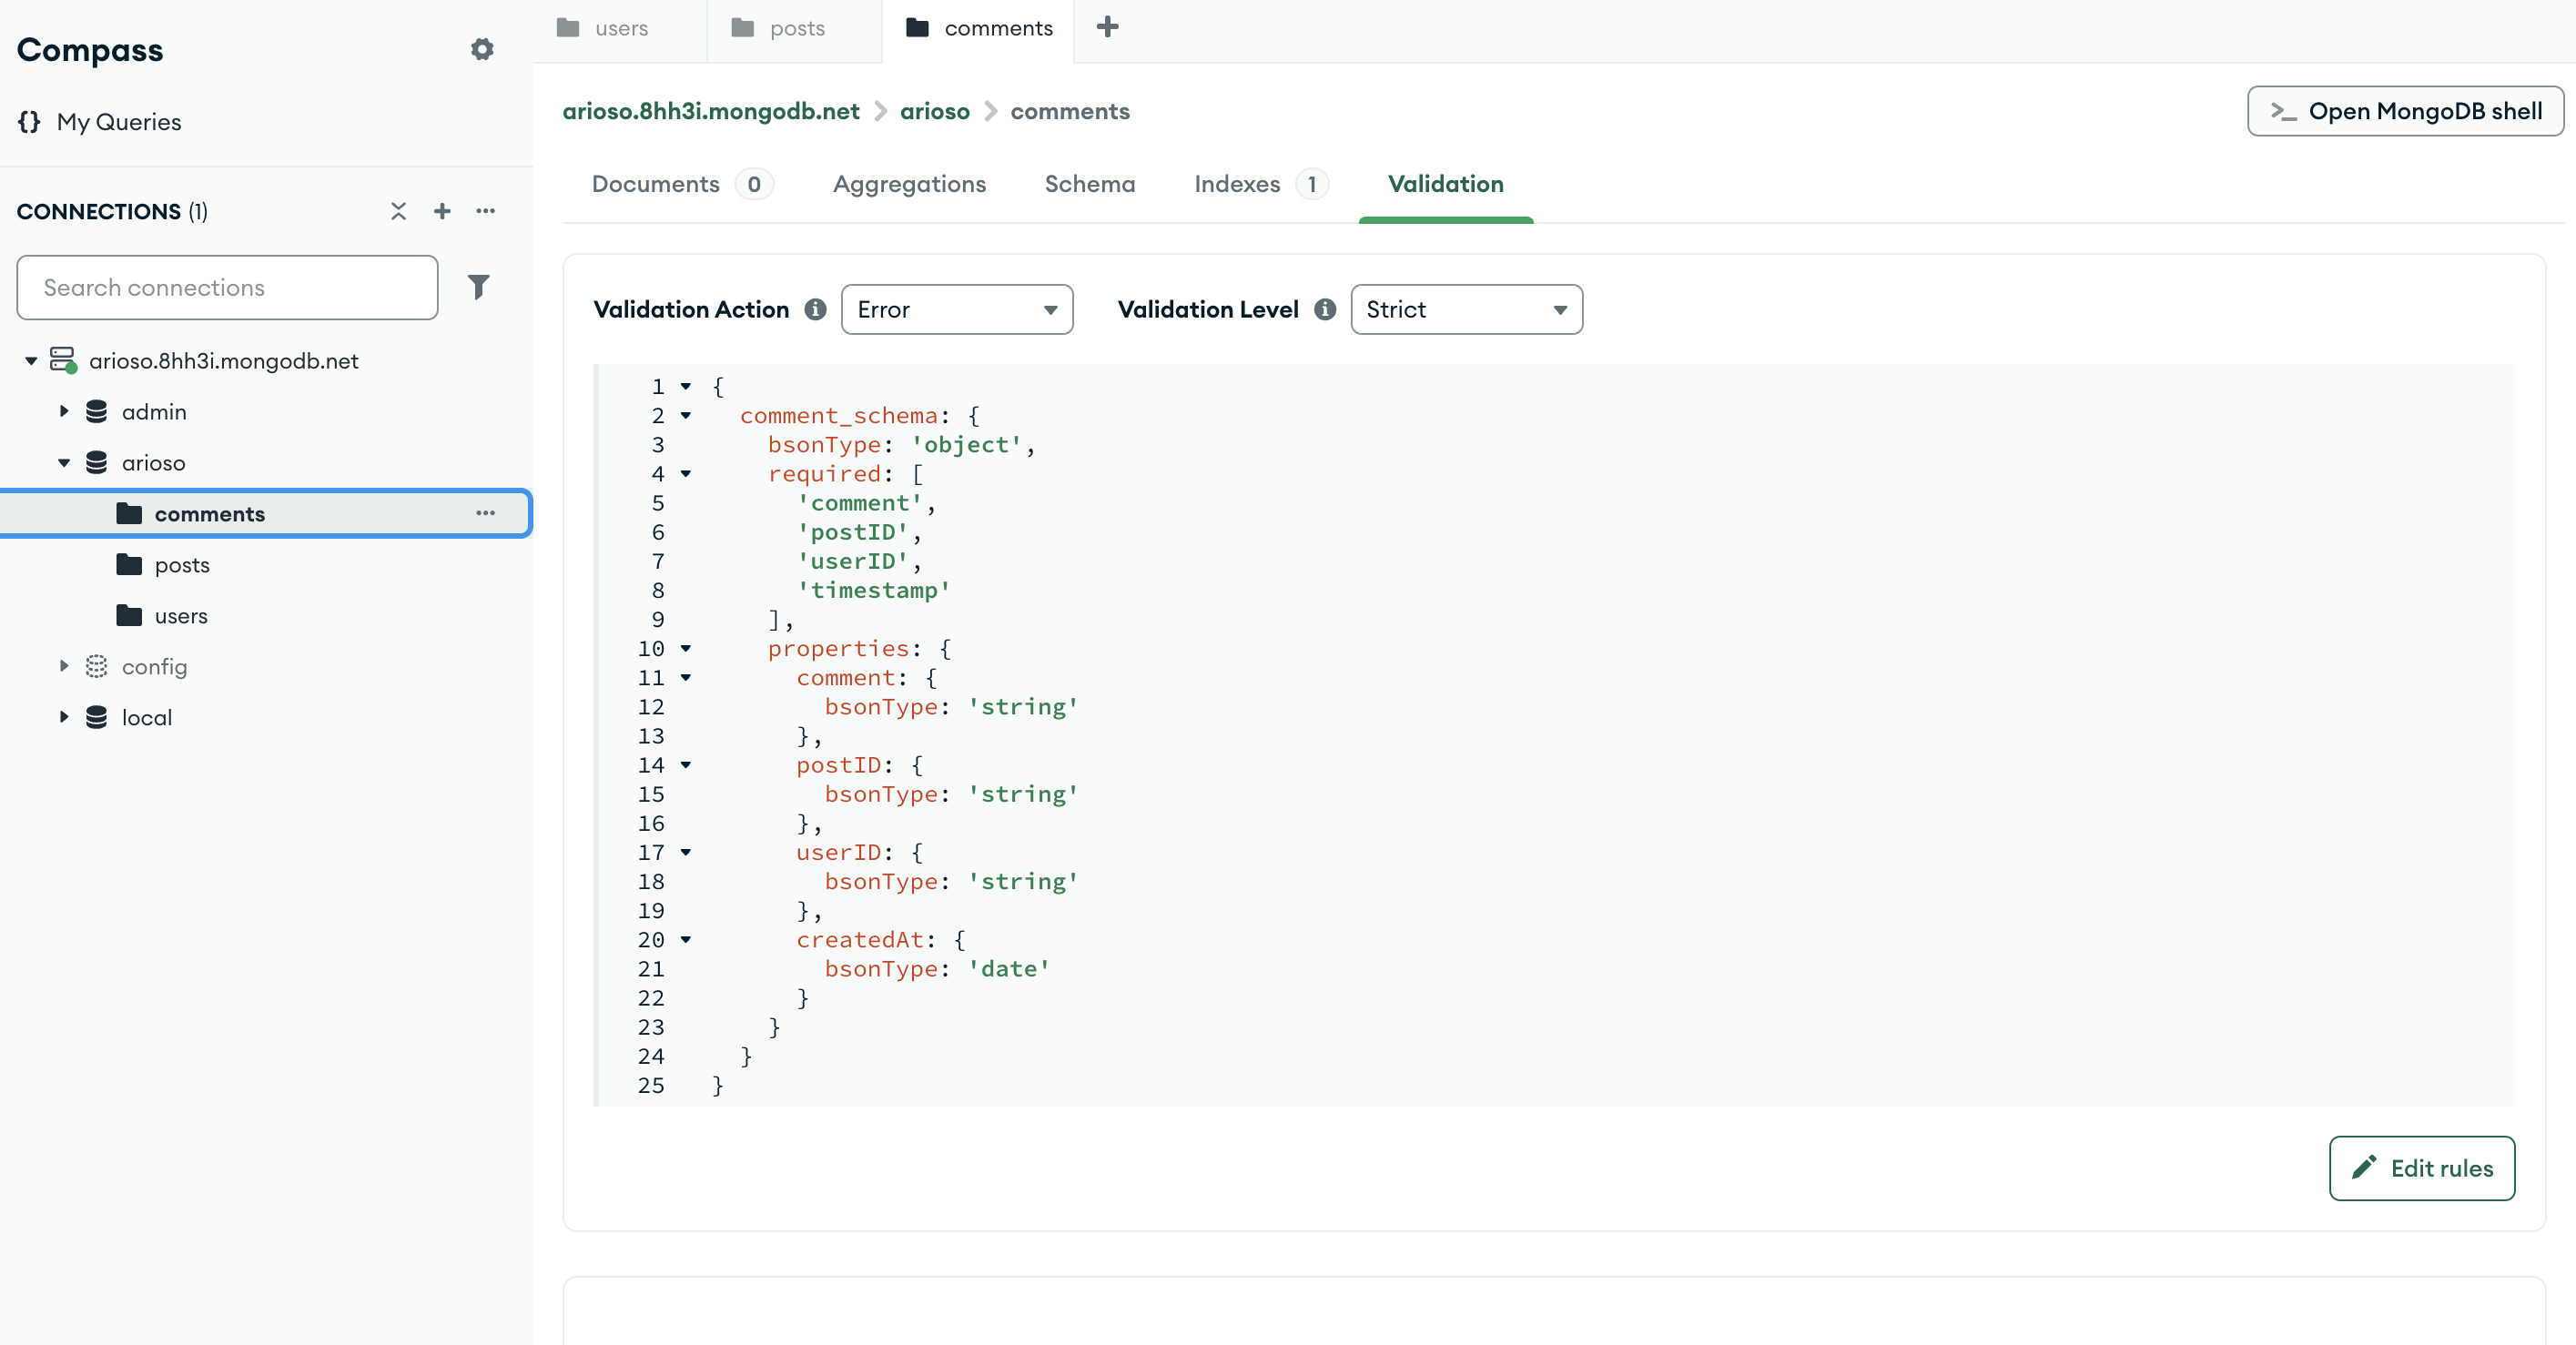 Compass
My Queries
CONNECTIONS (1)
Search connections
arioso.8hh3i.mongodb.net
admin
arioso
comments
posts
users
config
local
users
posts
comments
arioso.8hh3i.mongodb.net > arioso > comments
>_ Open MongoDB shell
Documents 0 Aggregations Schema Indexes 1 Validation
Validation Action Error Validation Level Strict
1 {
2 comment_schema: {
3 bsonType: 'object',
4 required: [
5 'comment',
6 'postID',
7 'userID',
8 'timestamp'
9 ],
10 properties: {
11 comment: {
12 bsonType: 'string'
13 },
14 postID: {
15 bsonType: 'string'
16 },
17 userID: {
18 bsonType: 'string'
19 },
20 createdAt: {
21 bsonType: 'date'
22 }
23 }
24 }
25 }
Edit rules